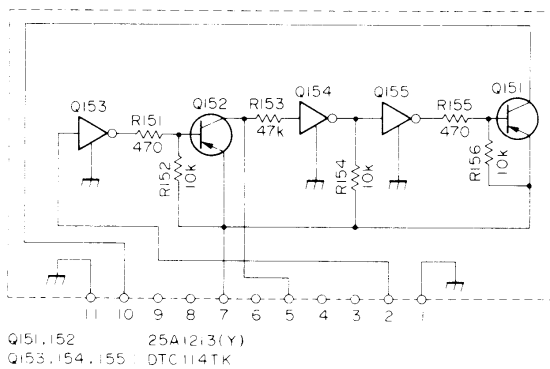 Q153
R151
470
Q152
R153
47k
Q154
Q155
R155
470
Q151
R152
10k
R154
10k
R156
10k
11 10 9 8 7 6 5 4 3 2 1
Q151,152 2SA1213(Y)
Q153,154,155 : DTC114TK